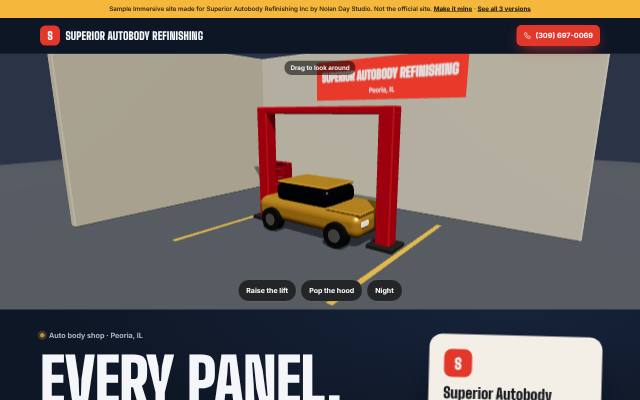 Sample Immersive site made for Superior Autobody Refinishing Inc by Nolan Day Studio. Not the official site. Make it mine · See all 3 versions
S SUPERIOR AUTOBODY REFINISHING
(309) 697-0069
Drag to look around
SUPERIOR AUTOBODY REFINISHING
Peoria, IL
Raise the lift
Pop the hood
Night
Auto body shop · Peoria, IL
EVERY PANEL.
S
Superior Autobody